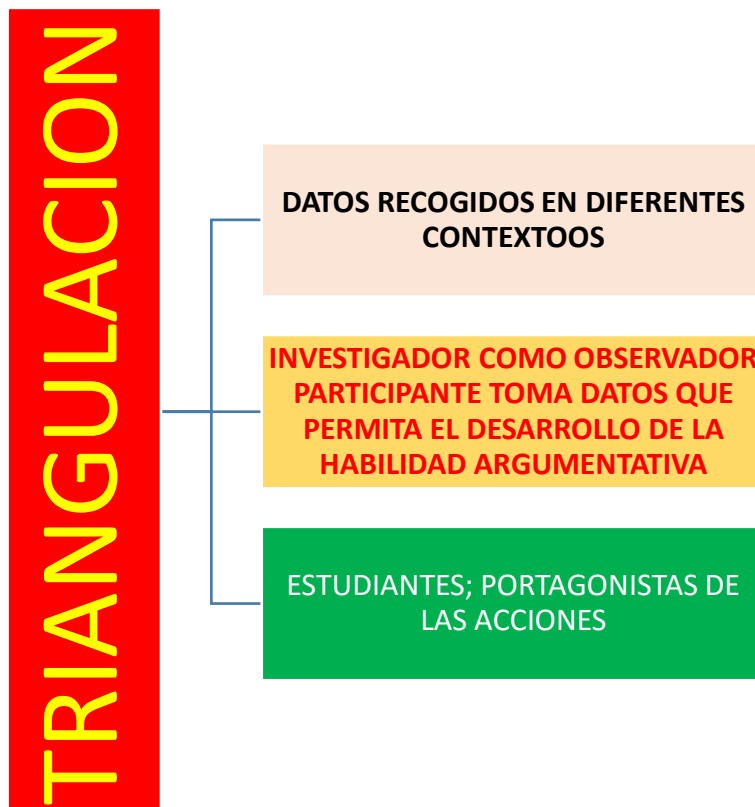 TRIANGULACION
DATOS RECOGIDOS EN DIFERENTES
CONTEXTOOS
INVESTIGADOR COMO OBSERVADOR
PARTICIPANTE TOMA DATOS QUE
PERMITA EL DESARROLLO DE LA
HABILIDAD ARGUMENTATIVA
ESTUDIANTES; PORTAGONISTAS DE
LAS ACCIONES